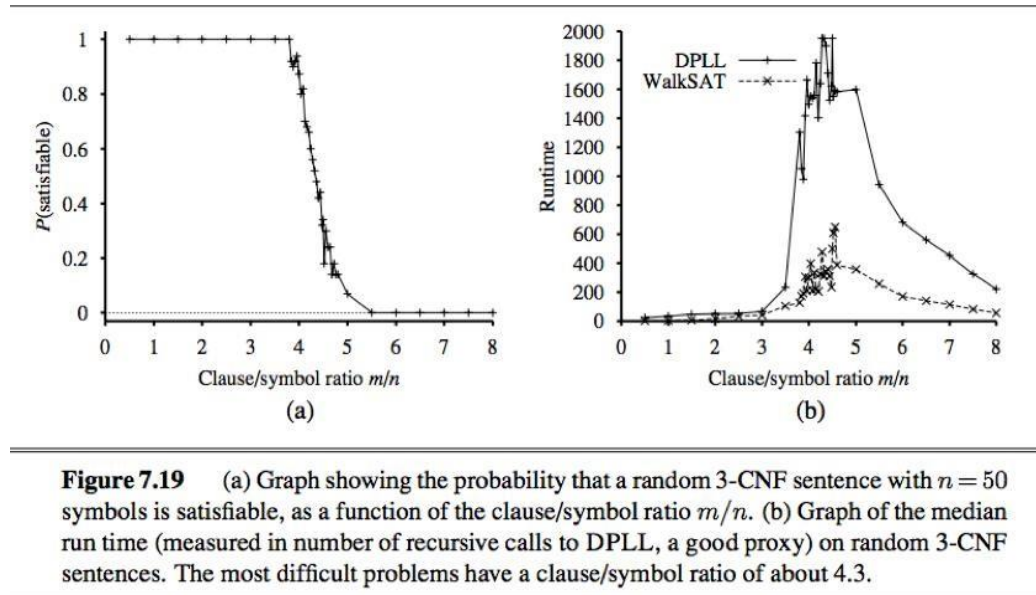 1
0.8
0.6
0.4
0.2
0
P(satisfiable)
0 1 2 3 4 5 6 7 8
Clause/symbol ratio m/n
(a)
2000
1800
1600
1400
1200
1000
800
600
400
200
0
Runtime
DPLL
WalkSAT
0 1 2 3 4 5 6 7 8
Clause/symbol ratio m/n
(b)
Figure 7.19 (a) Graph showing the probability that a random 3-CNF sentence with n = 50
symbols is satisfiable, as a function of the clause/symbol ratio m/n. (b) Graph of the median
run time (measured in number of recursive calls to DPLL, a good proxy) on random 3-CNF
sentences. The most difficult problems have a clause/symbol ratio of about 4.3.